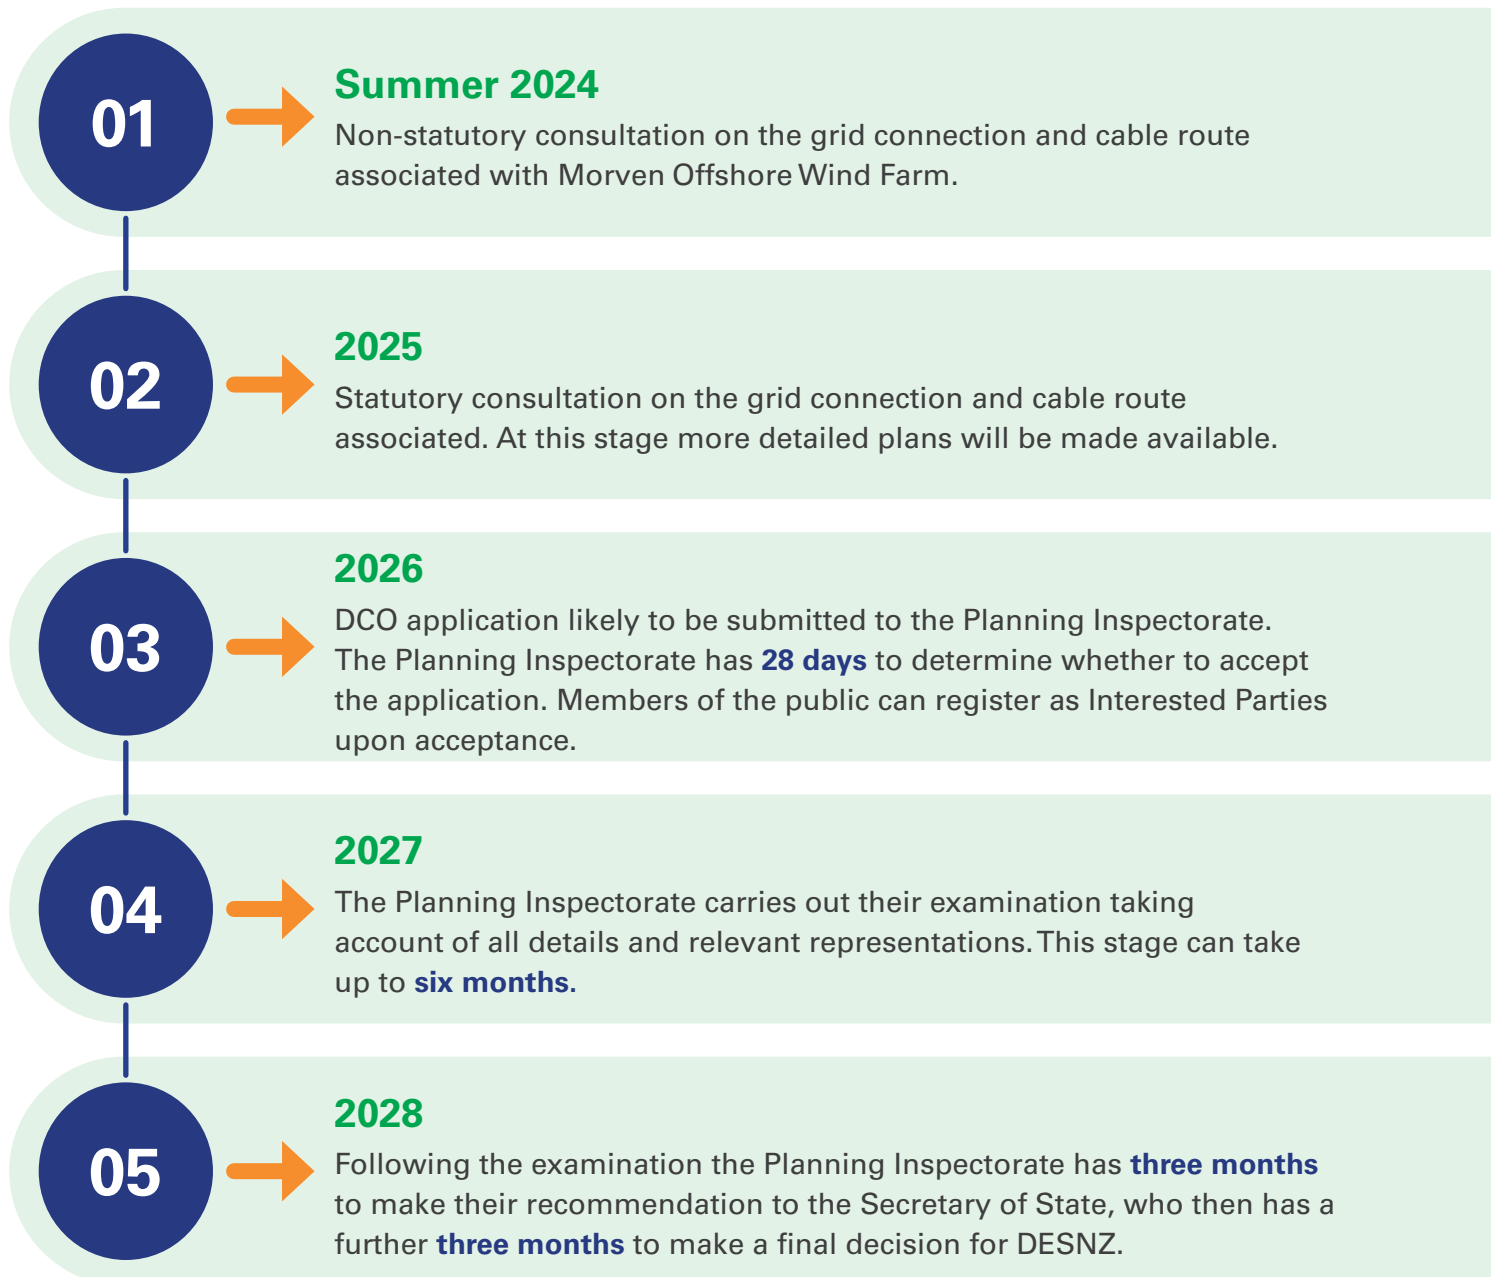 01
Summer 2024
Non-statutory consultation on the grid connection and cable route
associated with Morven Offshore Wind Farm.
02
2025
Statutory consultation on the grid connection and cable route
associated. At this stage more detailed plans will be made available.
03
2026
DCO application likely to be submitted to the Planning Inspectorate.
The Planning Inspectorate has 28 days to determine whether to accept
the application. Members of the public can register as Interested Parties
upon acceptance.
04
2027
The Planning Inspectorate carries out their examination taking
account of all details and relevant representations. This stage can take
up to six months.
05
2028
Following the examination the Planning Inspectorate has three months
to make their recommendation to the Secretary of State, who then has a
further three months to make a final decision for DESNZ.